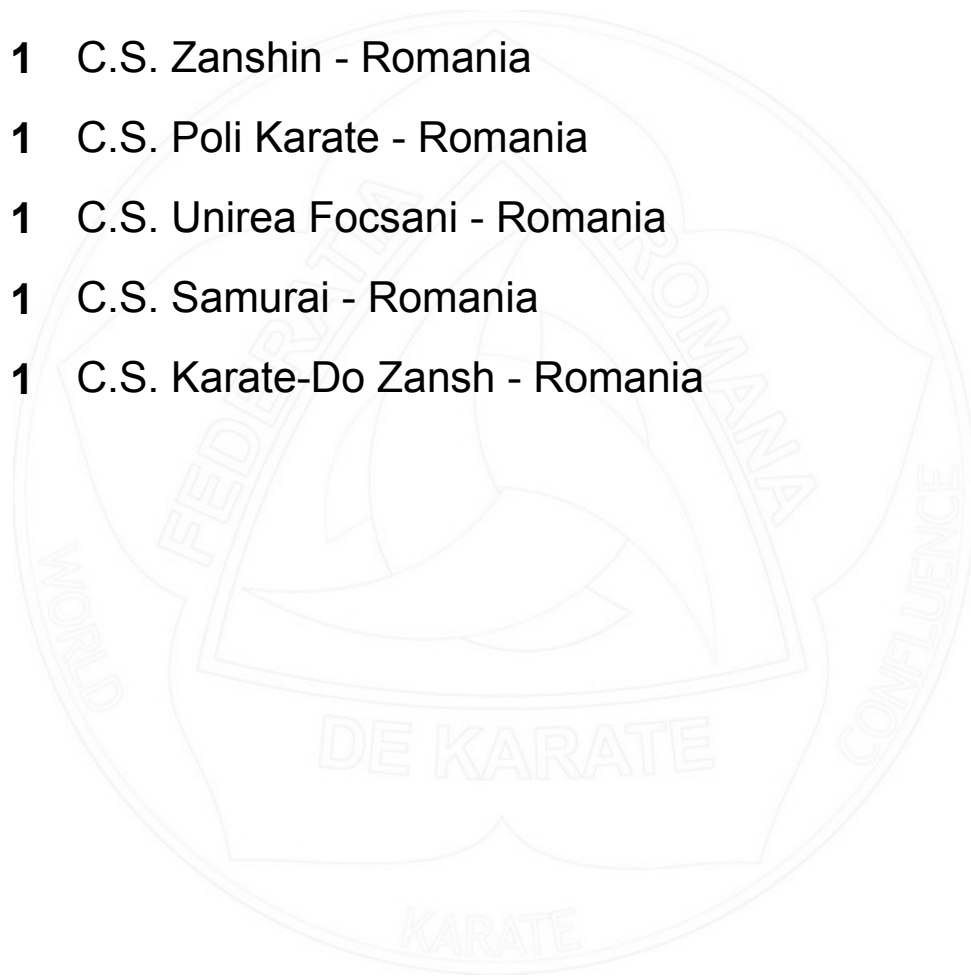 1 C.S. Zanshin - Romania
1 C.S. Poli Karate - Romania
1 C.S. Unirea Focsani - Romania
1 C.S. Samurai - Romania
1 C.S. Karate-Do Zansh - Romania
FEDERATIA ROMANA
DE KARATE
WORLD KARATE CONFLUENCE